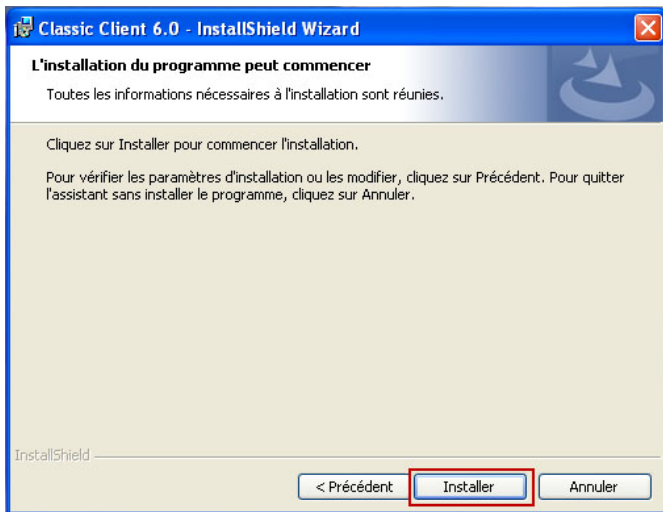 Classic Client 6.0 - InstallShield Wizard
L'installation du programme peut commencer
Toutes les informations nécessaires à l'installation sont réunies.
Cliquez sur Installer pour commencer l'installation.
Pour vérifier les paramètres d'installation ou les modifier, cliquez sur Précédent. Pour quitter
l'assistant sans installer le programme, cliquez sur Annuler.
InstallShield
< Précédent Installer Annuler